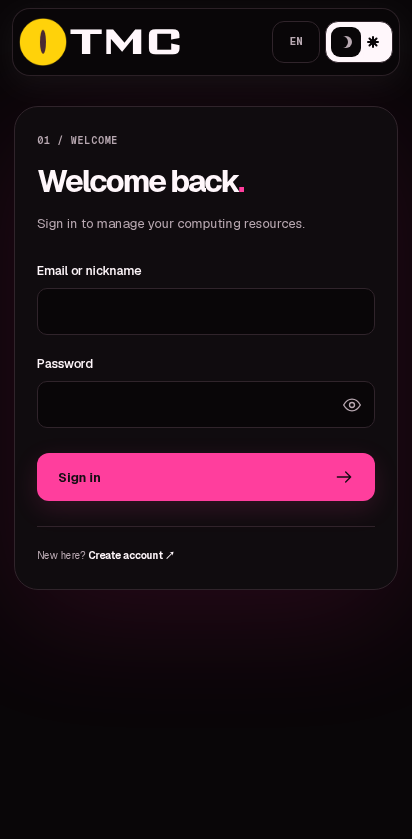 TMC
EN
01 / WELCOME
Welcome back.
Sign in to manage your computing resources.
Email or nickname
Password
Sign in →
New here? Create account ↗